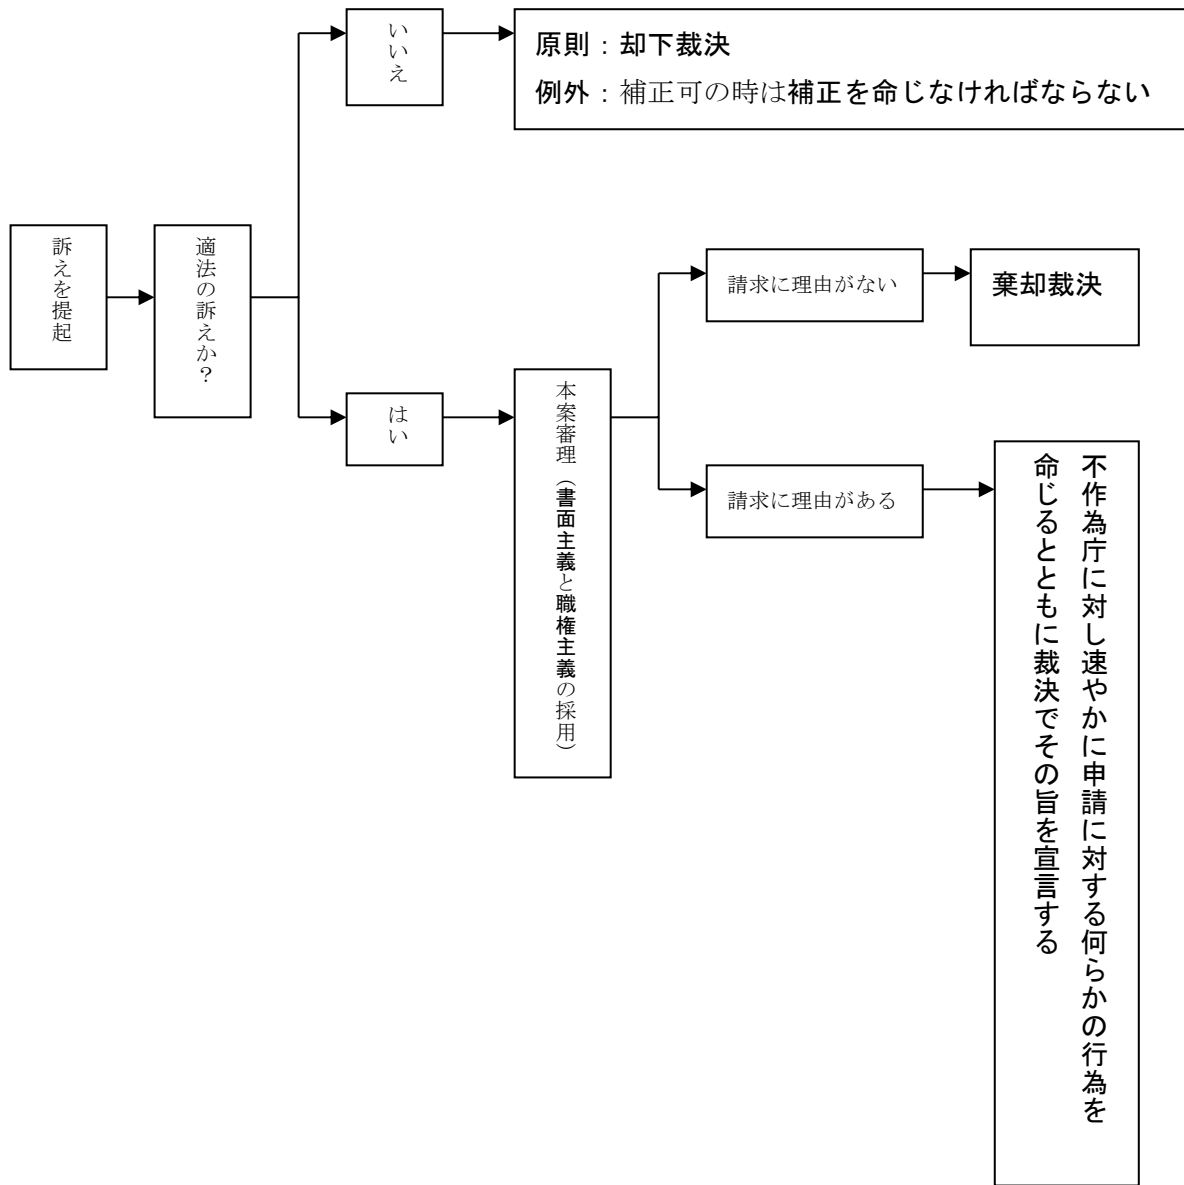 訴えを提起
適法の訴えか？
いいえ
原則：却下裁決
例外：補正可の時は補正を命じなければならない
はい
本案審理（書面主義と職権主義の採用）
請求に理由がない
棄却裁決
請求に理由がある
不作為庁に対し速やかに申請に対する何らかの行為を
命じるとともに裁決でその旨を宣言する